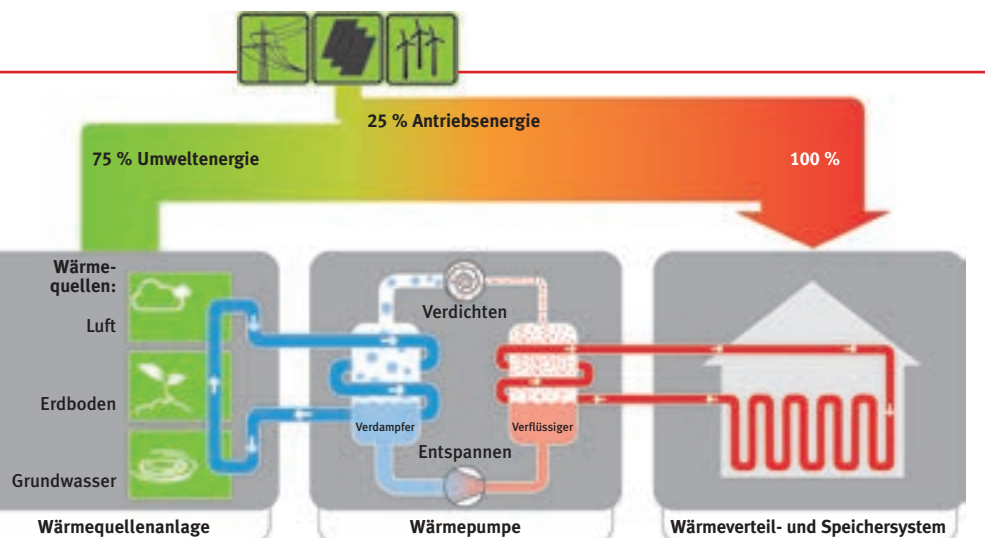 25 % Antriebsenergie
75 % Umweltenergie
100 %
Wärme-
quellen:
Luft
Erdboden
Grundwasser
Verdichten
Verdampfer
Verflüssiger
Entspannen
Wärmequellenanlage
Wärmepumpe
Wärmeverteil- und Speichersystem